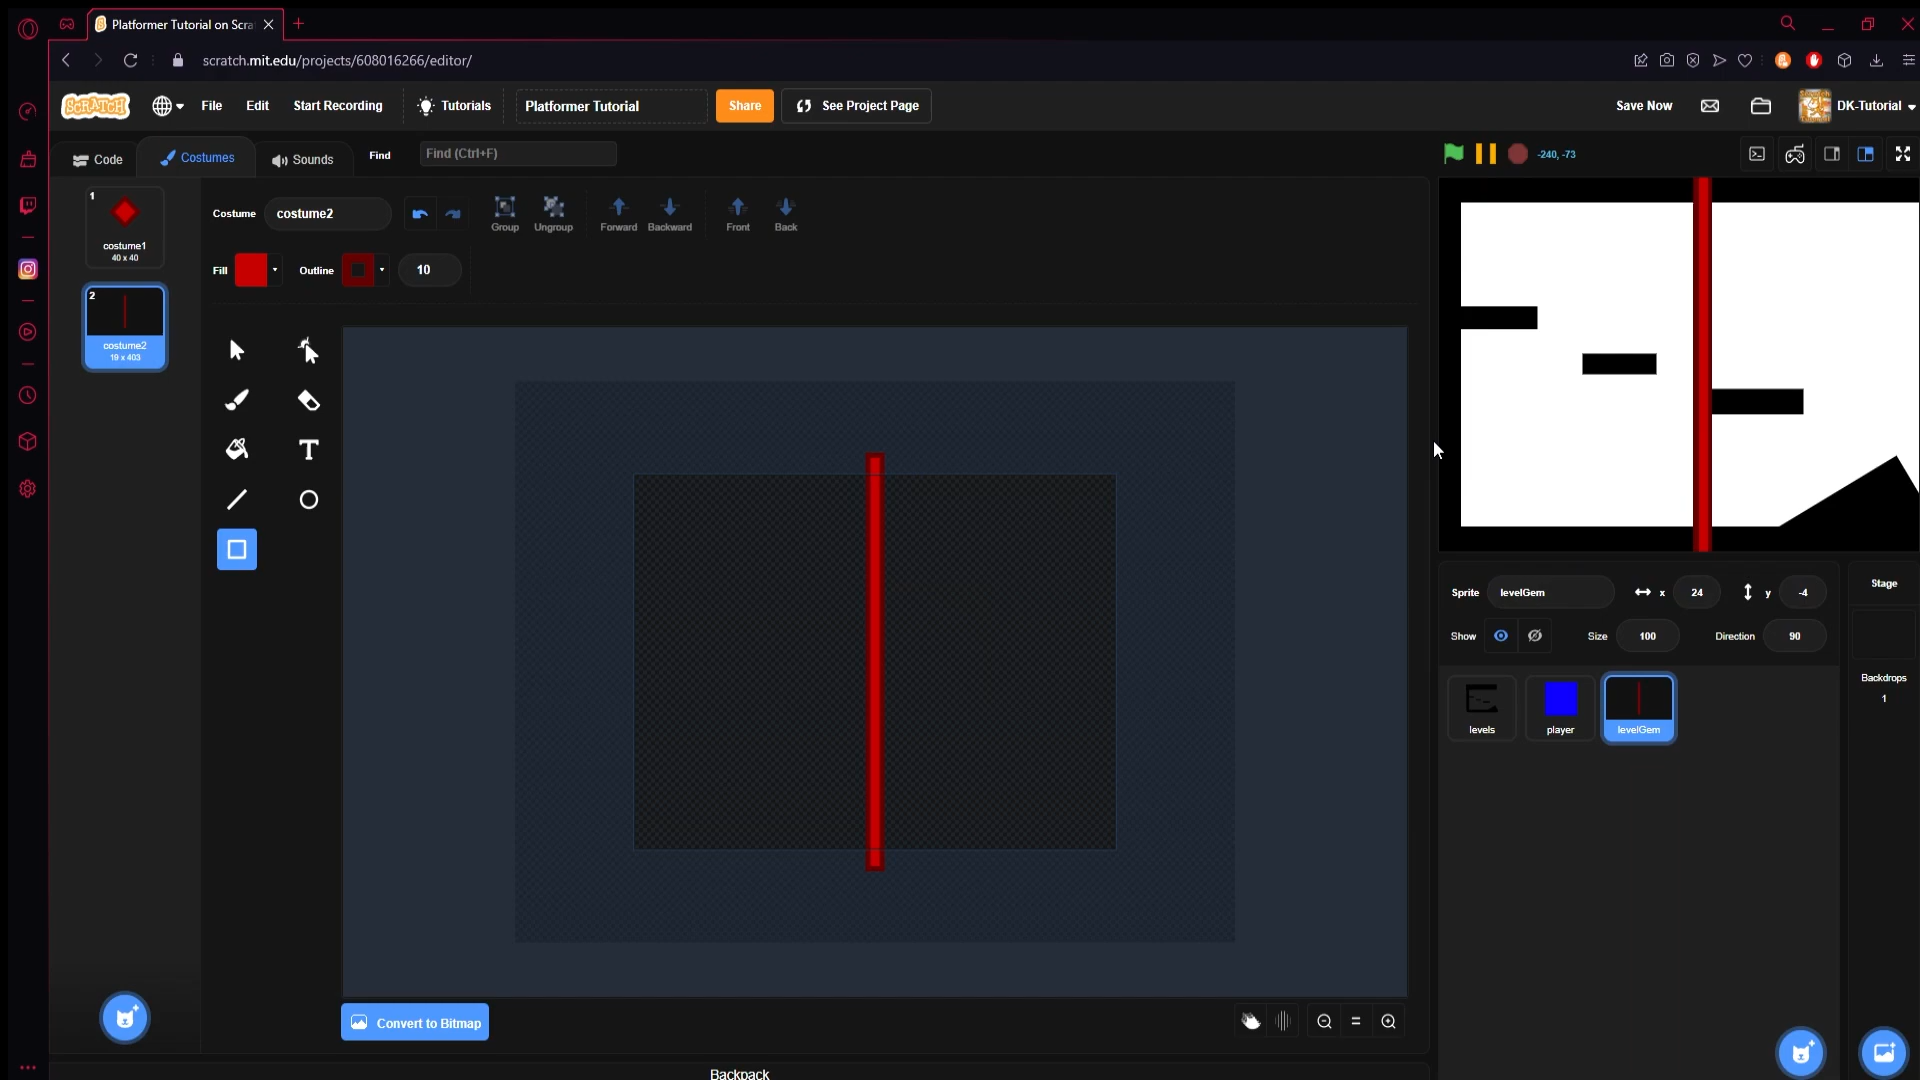 Platformer Tutorial on Scra
scratch.mit.edu/projects/608016266/editor/
SCRATCH
File
Edit
Start Recording
Tutorials
Platformer Tutorial
Share
See Project Page
Save Now
DK-Tutorial
Code
Costumes
Sounds
Find
Find (Ctrl+F)
-240, -73
1
costume1
40 x 40
2
costume2
19 x 403
Costume
costume2
Group
Ungroup
Forward
Backward
Front
Back
Fill
Outline
10
T
Convert to Bitmap
Backpack
Sprite
levelGem
x
24
y
-4
Show
Size
100
Direction
90
levels
player
levelGem
Stage
Backdrops
1